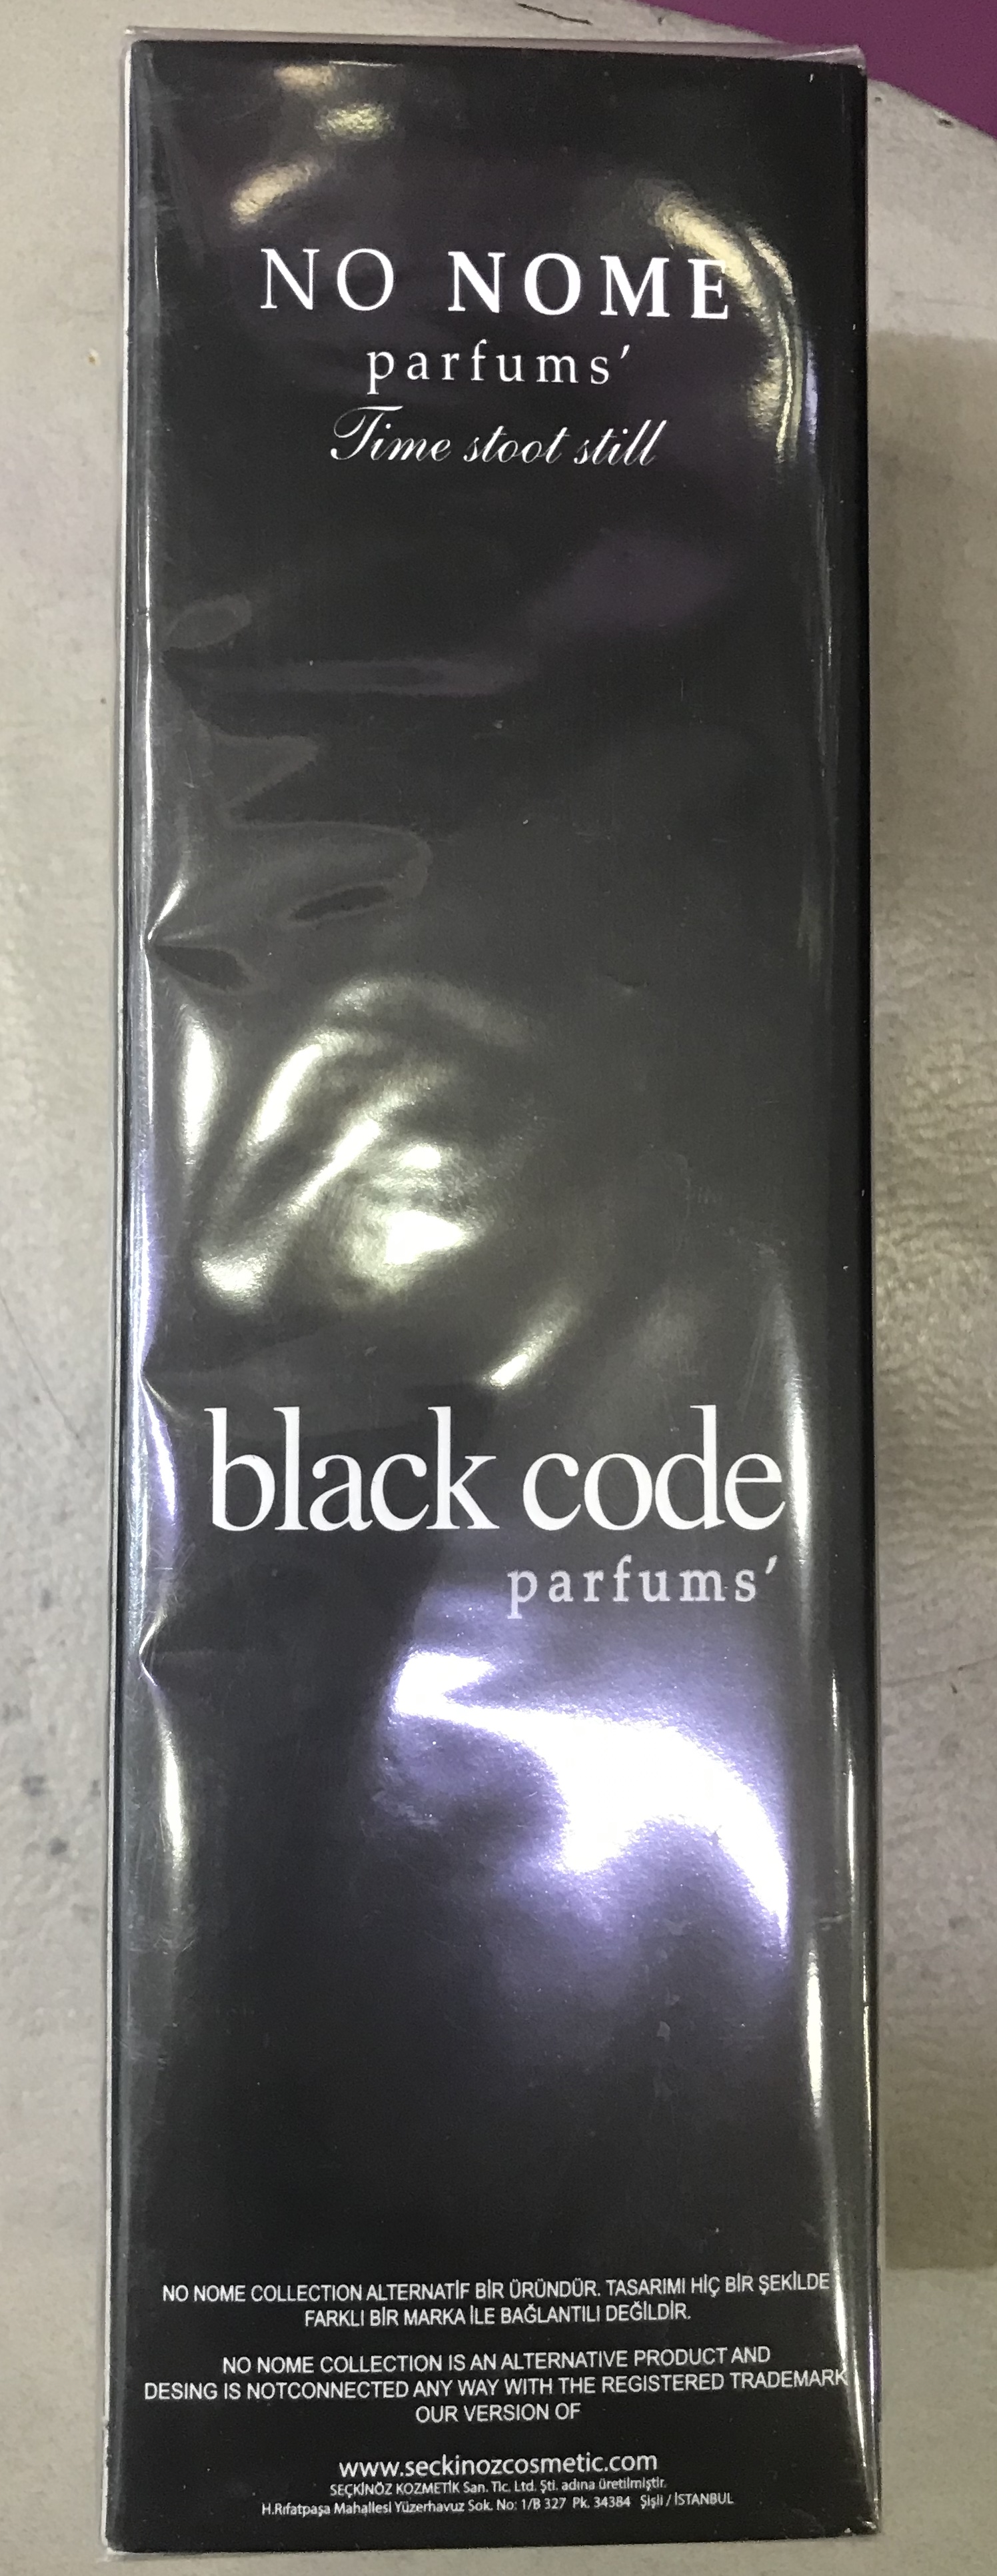 NO NOME
parfums'
Time stoot still
black code
parfums'
NO NOME COLLECTION ALTERNATİF BİR ÜRÜNDÜR. TASARIMI HİÇ BİR ŞEKİLDE
FARKLI BİR MARKA İLE BAĞLANTILI DEĞİLDİR.
NO NOME COLLECTION IS AN ALTERNATIVE PRODUCT AND
DESING IS NOTCONNECTED ANY WAY WITH THE REGISTERED TRADEMARK
OUR VERSION OF
www.seckinozcosmetic.com
SEÇKİNÖZ KOZMETİK San. Tic. Ltd. Şti. adına üretilmiştir.
H.Rıfatpaşa Mahallesi Yüzerhavuz Sok. No: 1/B 327 Pk. 34384 Şişli / İSTANBUL